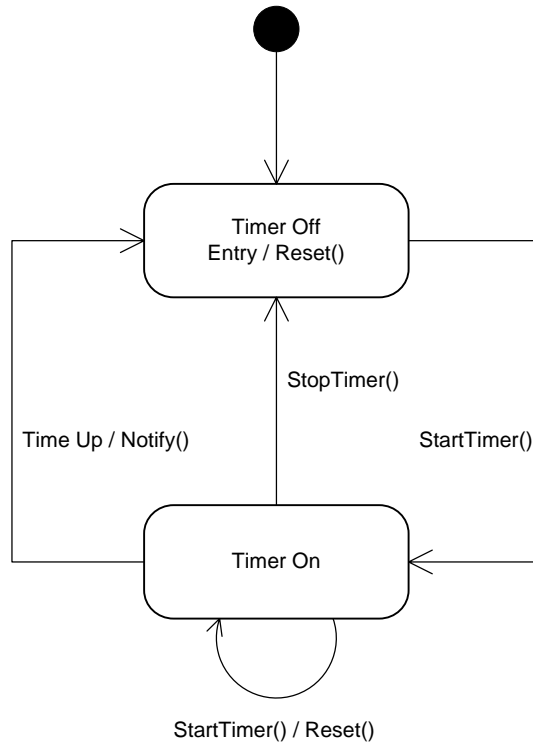 Timer Off
Entry / Reset()
StopTimer()
Time Up / Notify()
StartTimer()
Timer On
StartTimer() / Reset()